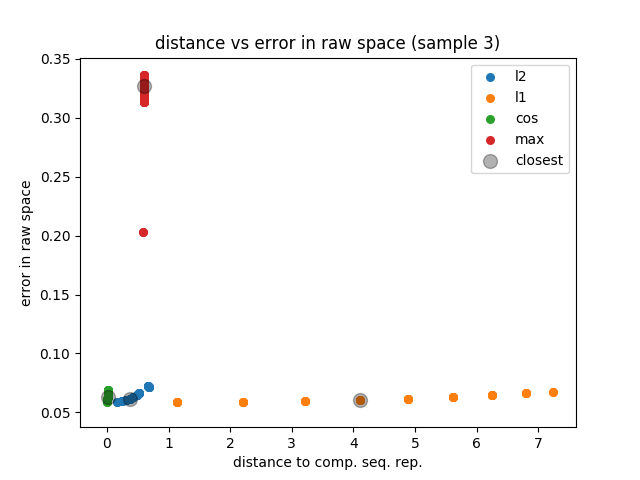 distance vs error in raw space (sample 3)
l2
l1
cos
max
closest
error in raw space
0.35
0.30
0.25
0.20
0.15
0.10
0.05
0 1 2 3 4 5 6 7
distance to comp. seq. rep.